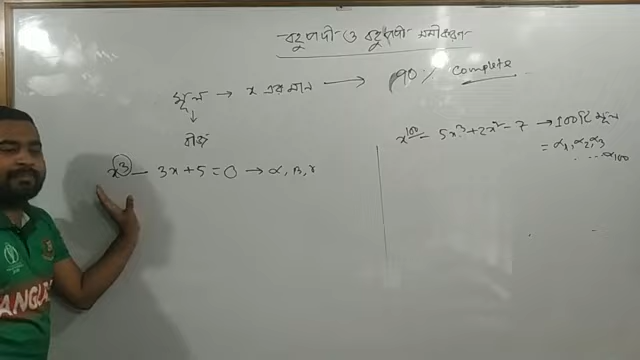 বহুপদী ও বহুপদী সমীকরণ
মূল → x এর মান → 90% complete
↓
বীজ
x³ - 3x + 5 = 0 → α, β, γ
x¹⁰⁰ - 5x³ + 2x² - 7 → 100টি মূল
= α₁, α₂, α₃
... α₁₀₀